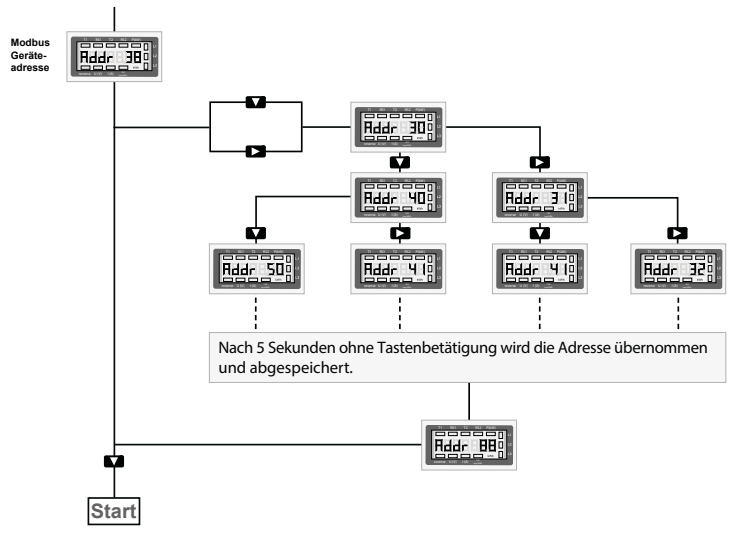 Modbus
Geräte-
adresse
Addr 38
Addr 30
Addr 40
Addr 31
Addr 50
Addr 41
Addr 41
Addr 32
Nach 5 Sekunden ohne Tastenbetätigung wird die Adresse übernommen
und abgespeichert.
Addr 88
Start